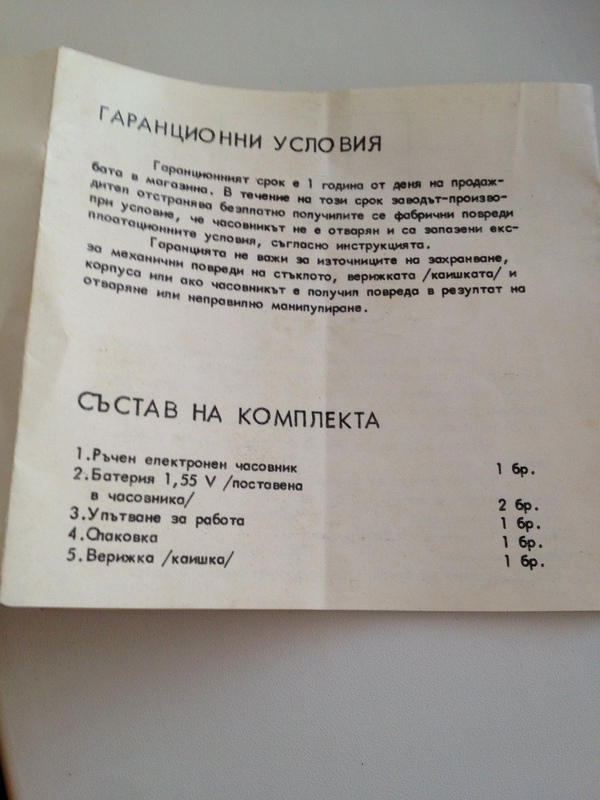 ГАРАНЦИОННИ УСЛОВИЯ
Гаранционният срок е 1 година от деня на продаж-
бата в магазина. В течение на този срок заводът-произво-
дител отстранява безплатно получилите се фабрични повреди
при условие, че часовникът не е отварян и са запазени екс-
плоатационните условия, съгласно инструкцията.
Гаранцията не важи за източниците на захранване,
за механични повреди на стъклото, верижката /каишката/ и
корпуса или ако часовникът е получил повреда в резултат на
отваряне или неправилно манипулиране.
СЪСТАВ НА КОМПЛЕКТА
1.Ръчен електронен часовник 1 бр.
2.Батерия 1,55 V /поставена
в часовника/ 2 бр.
3.Упътване за работа 1 бр.
4.Опаковка 1 бр.
5.Верижка /каишка/ 1 бр.